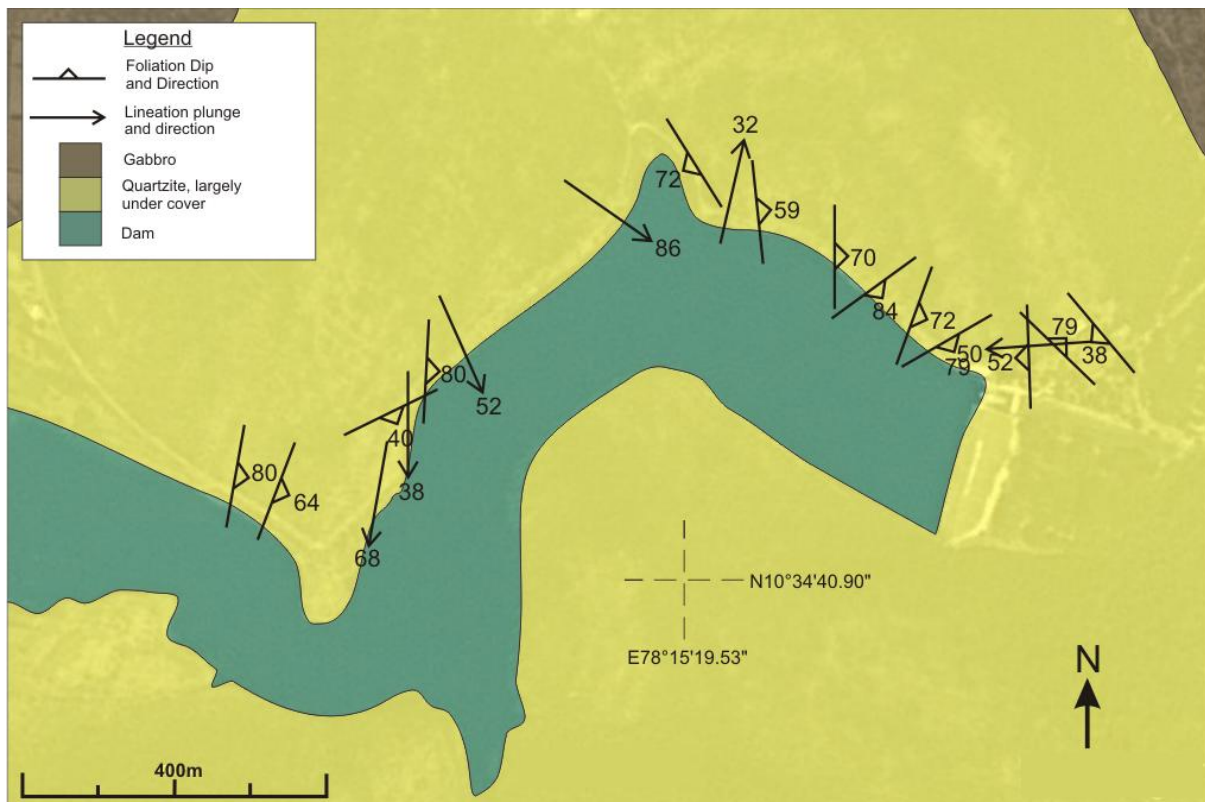 Legend
Foliation Dip
and Direction
Lineation plunge
and direction
Gabbro
Quartzite, largely
under cover
Dam
32
72
59
86
70
84
72
79
50
79
52
38
80
52
40
38
80
64
68
N10°34'40.90"
E78°15'19.53"
N
400m